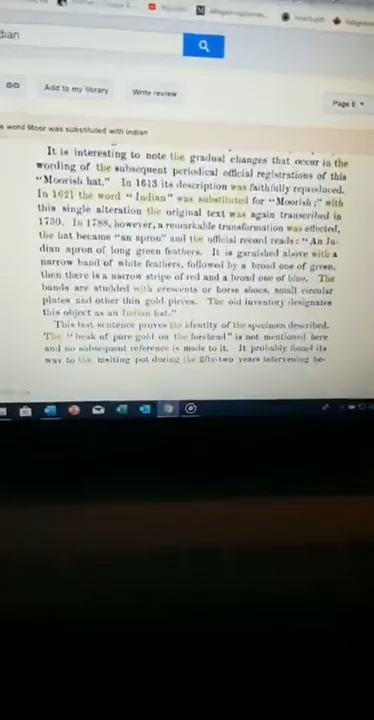 dian
Add to my library
Write review
Page 6
e word Moor was substituted with Indian
It is interesting to note the gradual changes that occur in the
wording of the subsequent periodical official registrations of this
"Moorish hat." In 1613 its description was faithfully reproduced.
In 1621 the word "Indian" was substituted for "Moorish;" with
this single alteration the original text was again transcribed in
1730. In 1788, however, a remarkable transformation was effected,
the hat became "an apron" and the official record reads: "An In-
dian apron of long green feathers. It is garnished above with a
narrow band of white feathers, followed by a broad one of green,
then there is a narrow stripe of red and a broad one of blue. The
bands are studded with crescents or horse shoes, small circular
plates and other thin gold pieces. The old inventory designates
this object as an Indian hat."
This last sentence proves the identity of the specimen described.
The "beak of pure gold on the forehead" is not mentioned here
and no subsequent reference is made to it. It probably found its
way to the melting pot during the fifty-two years intervening be-